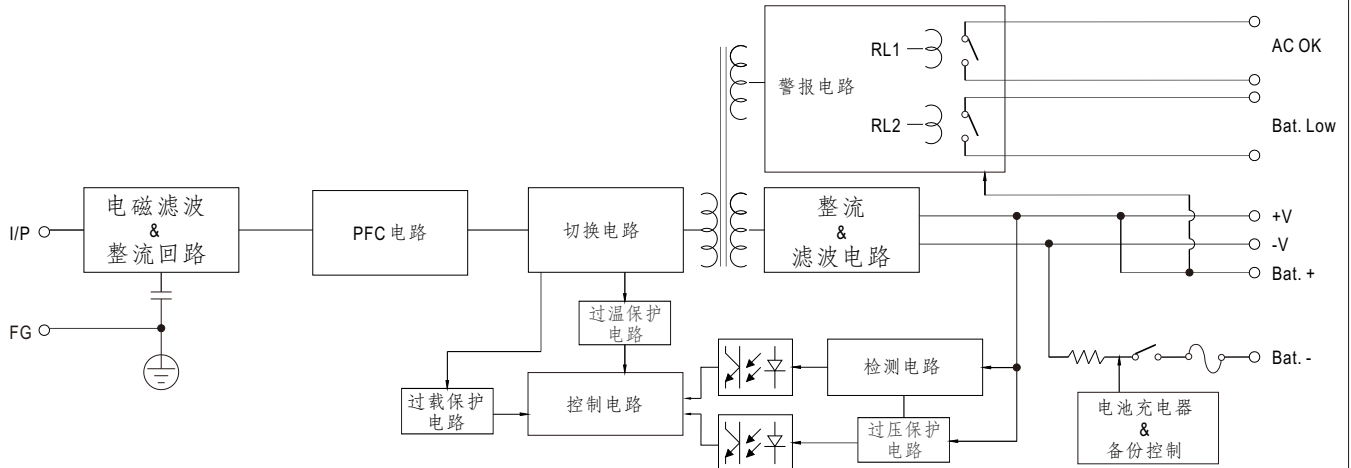 RL1
AC OK
警报电路
RL2
Bat. Low
电磁滤波
&
整流回路
I/P
PFC 电路
切换电路
整流
&
滤波电路
+V
-V
Bat. +
FG
过温保护
电路
检测电路
Bat. -
过载保护
电路
控制电路
过压保护
电路
电池充电器
&
备份控制